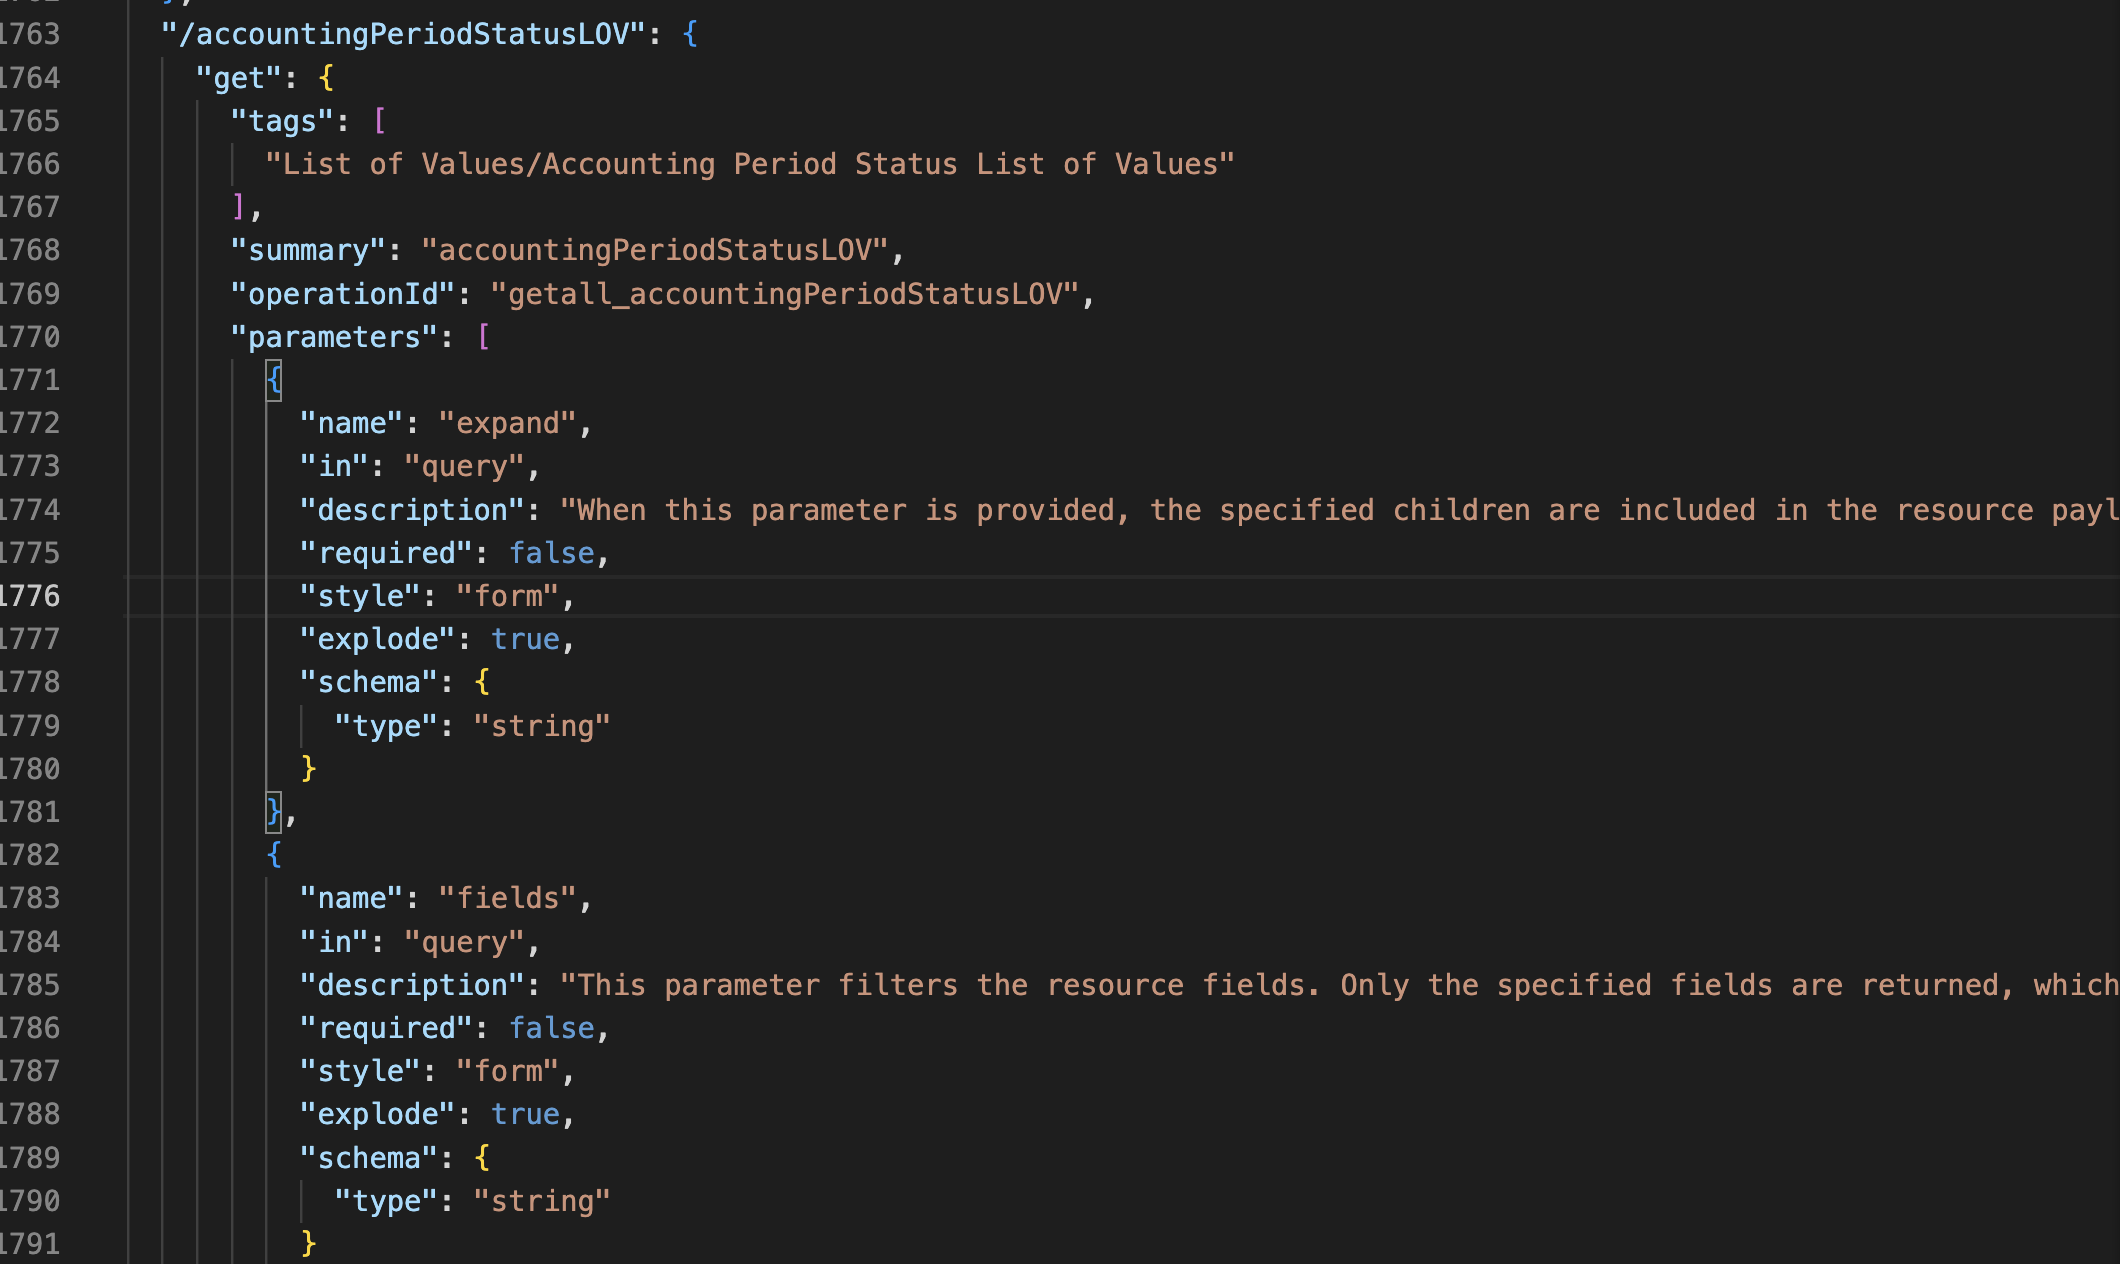 1763 "/accountingPeriodStatusLOV": {
1764 "get": {
1765 "tags": [
1766 "List of Values/Accounting Period Status List of Values"
1767 ],
1768 "summary": "accountingPeriodStatusLOV",
1769 "operationId": "getall_accountingPeriodStatusLOV",
1770 "parameters": [
1771 {
1772 "name": "expand",
1773 "in": "query",
1774 "description": "When this parameter is provided, the specified children are included in the resource payl
1775 "required": false,
1776 "style": "form",
1777 "explode": true,
1778 "schema": {
1779 "type": "string"
1780 }
1781 },
1782 {
1783 "name": "fields",
1784 "in": "query",
1785 "description": "This parameter filters the resource fields. Only the specified fields are returned, which
1786 "required": false,
1787 "style": "form",
1788 "explode": true,
1789 "schema": {
1790 "type": "string"
1791 }